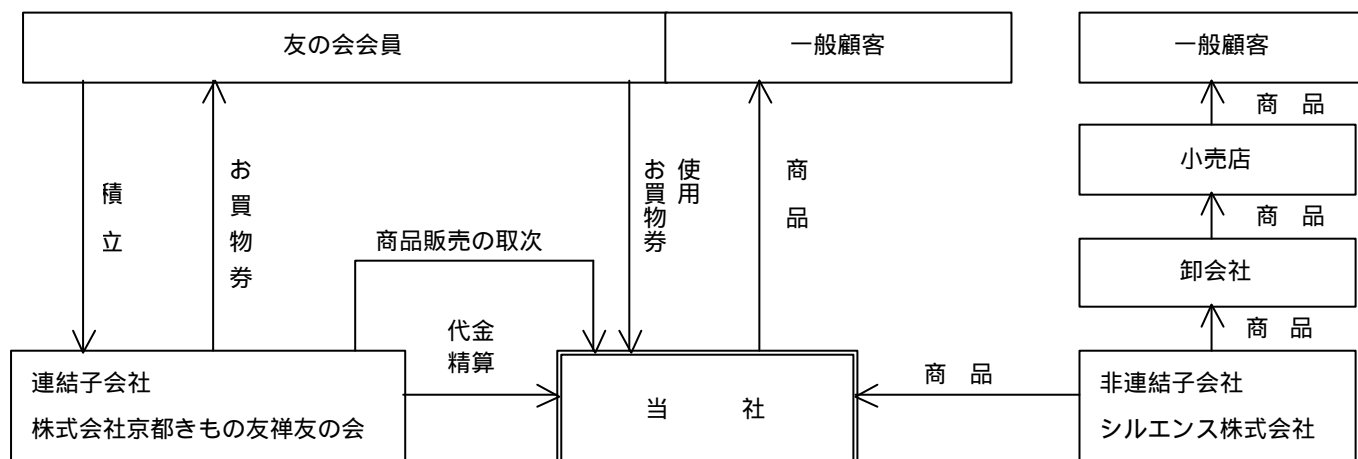 友の会会員
一般顧客
一般顧客
商 品
小売店
商 品
卸会社
商 品
積立
お買物券
商品販売の取次
お買物券
使用
商品
代金
精算
商 品
連結子会社
株式会社京都きもの友禅友の会
当 社
非連結子会社
シルエンス株式会社